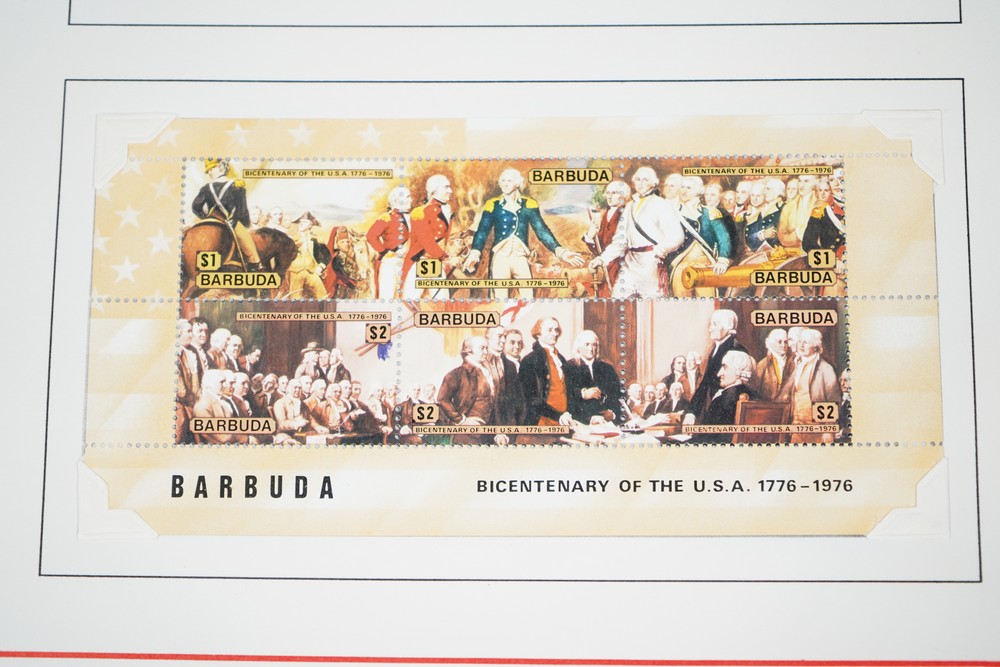 BICENTENARY OF THE U.S.A. 1776-1976
$1
BARBUDA
BARBUDA
$1
BICENTENARY OF THE U.S.A. 1776-1976
BICENTENARY OF THE U.S.A. 1776-1976
$1
BARBUDA
BICENTENARY OF THE U.S.A. 1776-1976
$2
BARBUDA
BARBUDA
$2
BICENTENARY OF THE U.S.A. 1776-1976
BARBUDA
$2
BICENTENARY OF THE U.S.A. 1776-1976
BARBUDA
BICENTENARY OF THE U.S.A. 1776–1976